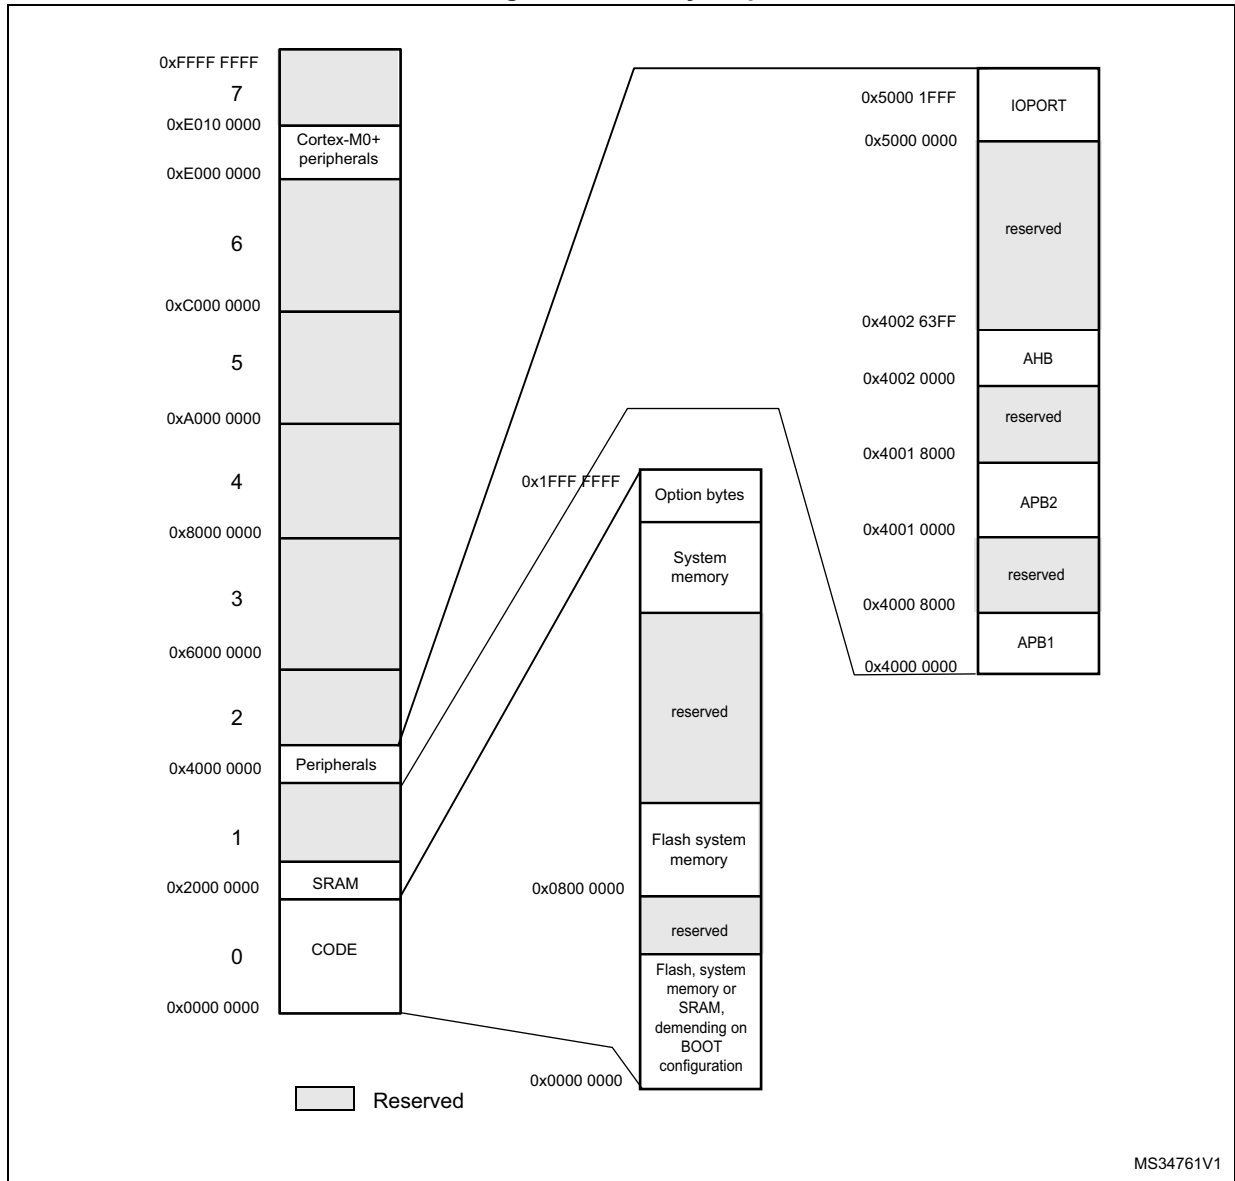 0xFFFF FFFF
7
0xE010 0000
Cortex-M0+
peripherals
0xE000 0000
6
0xC000 0000
5
0xA000 0000
4
0x8000 0000
3
0x6000 0000
2
Peripherals
0x4000 0000
1
SRAM
0x2000 0000
CODE
0
0x0000 0000
Reserved
0x1FFF FFFF
Option bytes
System
memory
reserved
Flash system
memory
0x0800 0000
reserved
Flash, system
memory or
SRAM,
demending on
BOOT
configuration
0x0000 0000
0x5000 1FFF
IOPORT
0x5000 0000
reserved
0x4002 63FF
AHB
0x4002 0000
reserved
0x4001 8000
APB2
0x4001 0000
reserved
0x4000 8000
APB1
0x4000 0000
MS34761V1